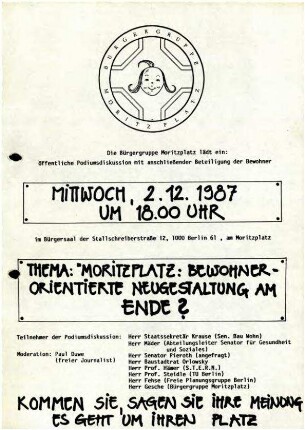 BÜRGERGRUPPE
MORITZPLATZ
Die Bürgergruppe Moritzplatz lädt ein:
öffentliche Podiumsdiskussion mit anschließender Beteiligung der Bewohner
MITTWOCH, 2.12.1987
UM 18.00 UHR
im Bürgersaal der Stallschreiberstraße 12, 1000 Berlin 61, am Moritzplatz
THEMA: "MORITZPLATZ: BEWOHNER-
ORIENTIERTE NEUGESTALTUNG AM
ENDE?
Teilnehmer der Podiumsdiskussion: Herr Staatssekretär Krause (Sen. Bau Wohn)
Herr Mäder (Abteilungsleiter Senator für Gesundheit
und Soziales)
Moderation: Paul Duwe Herr Senator Pieroth (angefragt)
(freier Journalist) Herr Baustadtrat Orlowsky
Herr Prof. Hämer (S.T.E.R.N.)
Herr Prof. Steidle (TU Berlin)
Herr Fehse (Freie Planungsgruppe Berlin)
Herr Gesche (Bürgergruppe Moritzplatz)
KOMMEN SIE, SAGEN SIE IHRE MEINUNG
ES GEHT UM IHREN PLATZ